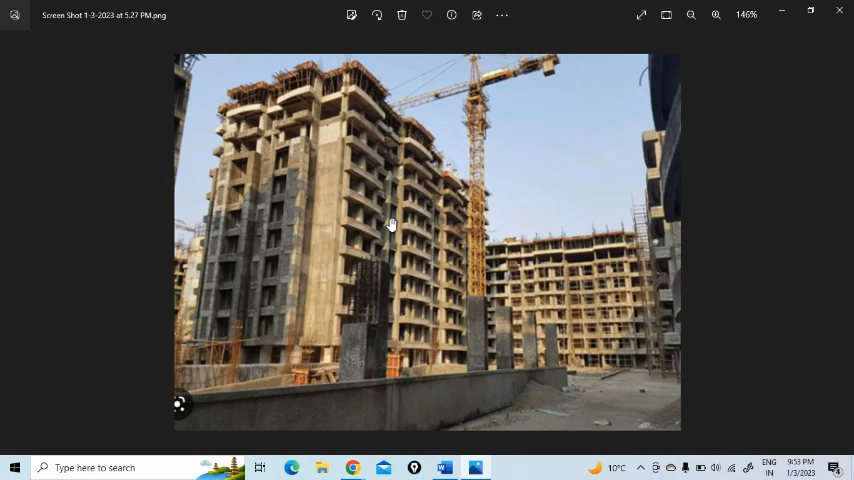 Screen Shot 1-3-2023 at 5.27 PM.png
146%
Type here to search
10°C
ENG
IN
9:53 PM
1/3/2023
4